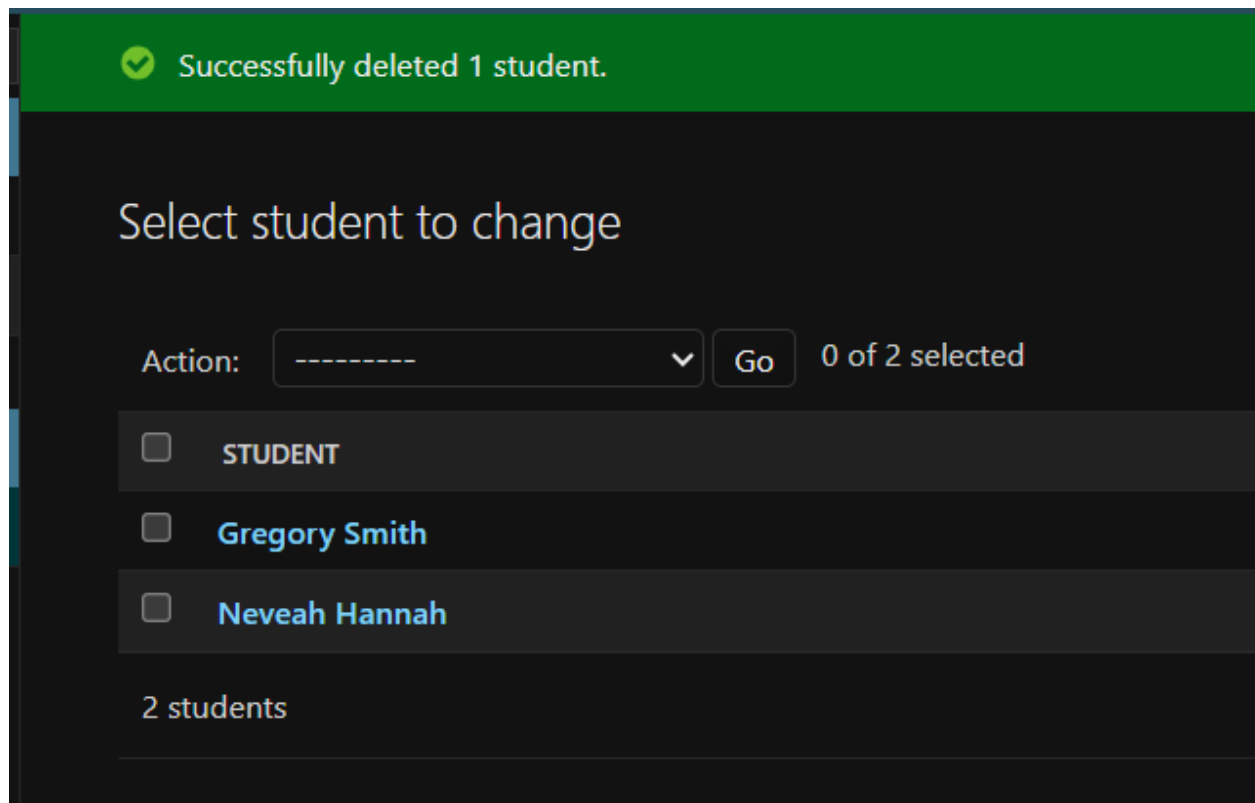 Successfully deleted 1 student.
Select student to change
Action: --------- Go 0 of 2 selected
STUDENT
Gregory Smith
Neveah Hannah
2 students